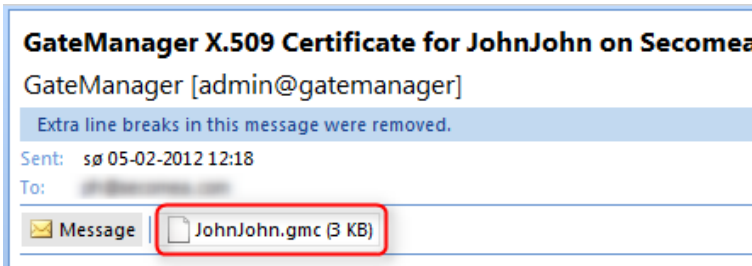 GateManager X.509 Certificate for JohnJohn on Secomea
GateManager [admin@gatemanager]
Extra line breaks in this message were removed.
Sent: sø 05-02-2012 12:18
To:
Message JohnJohn.gmc (3 KB)